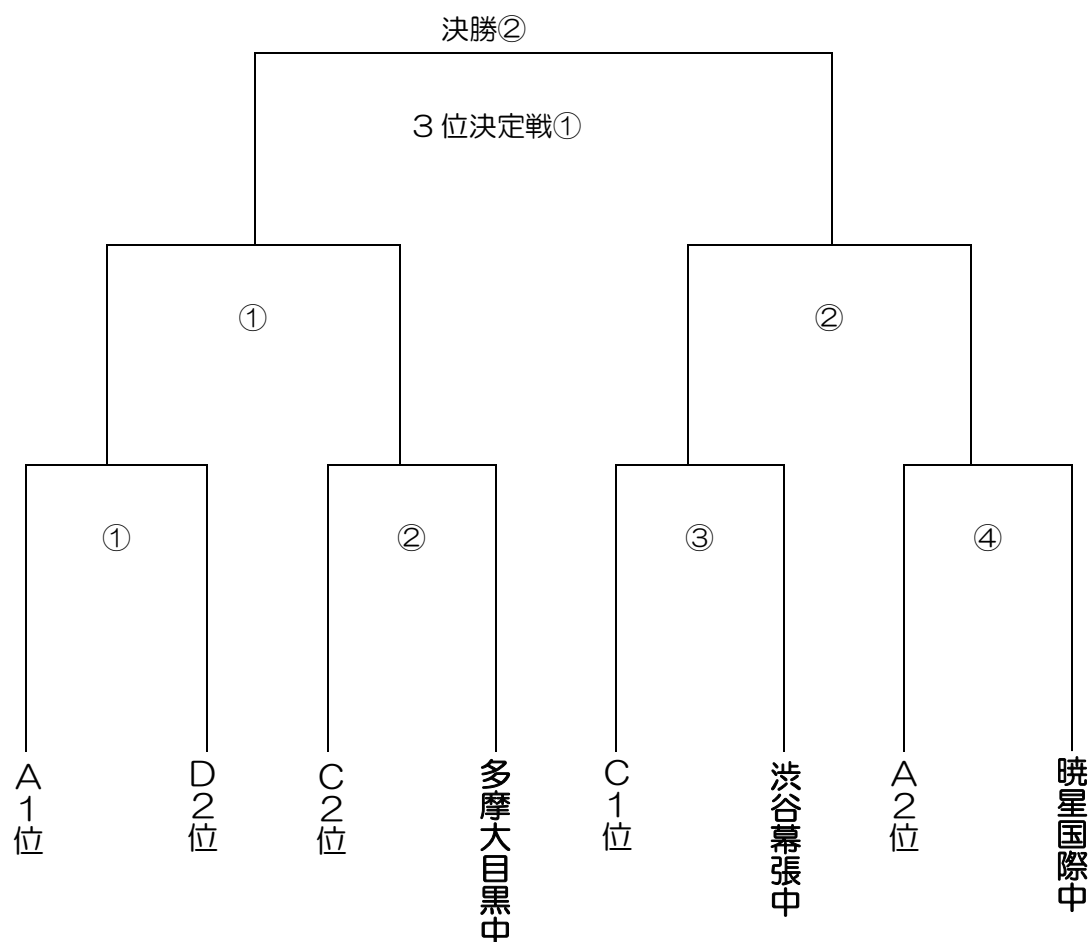 決勝②
3位決定戦①
①
②
①
②
③
④
A1位
D2位
C2位
多摩大目黒中
C1位
渋谷幕張中
A2位
暁星国際中